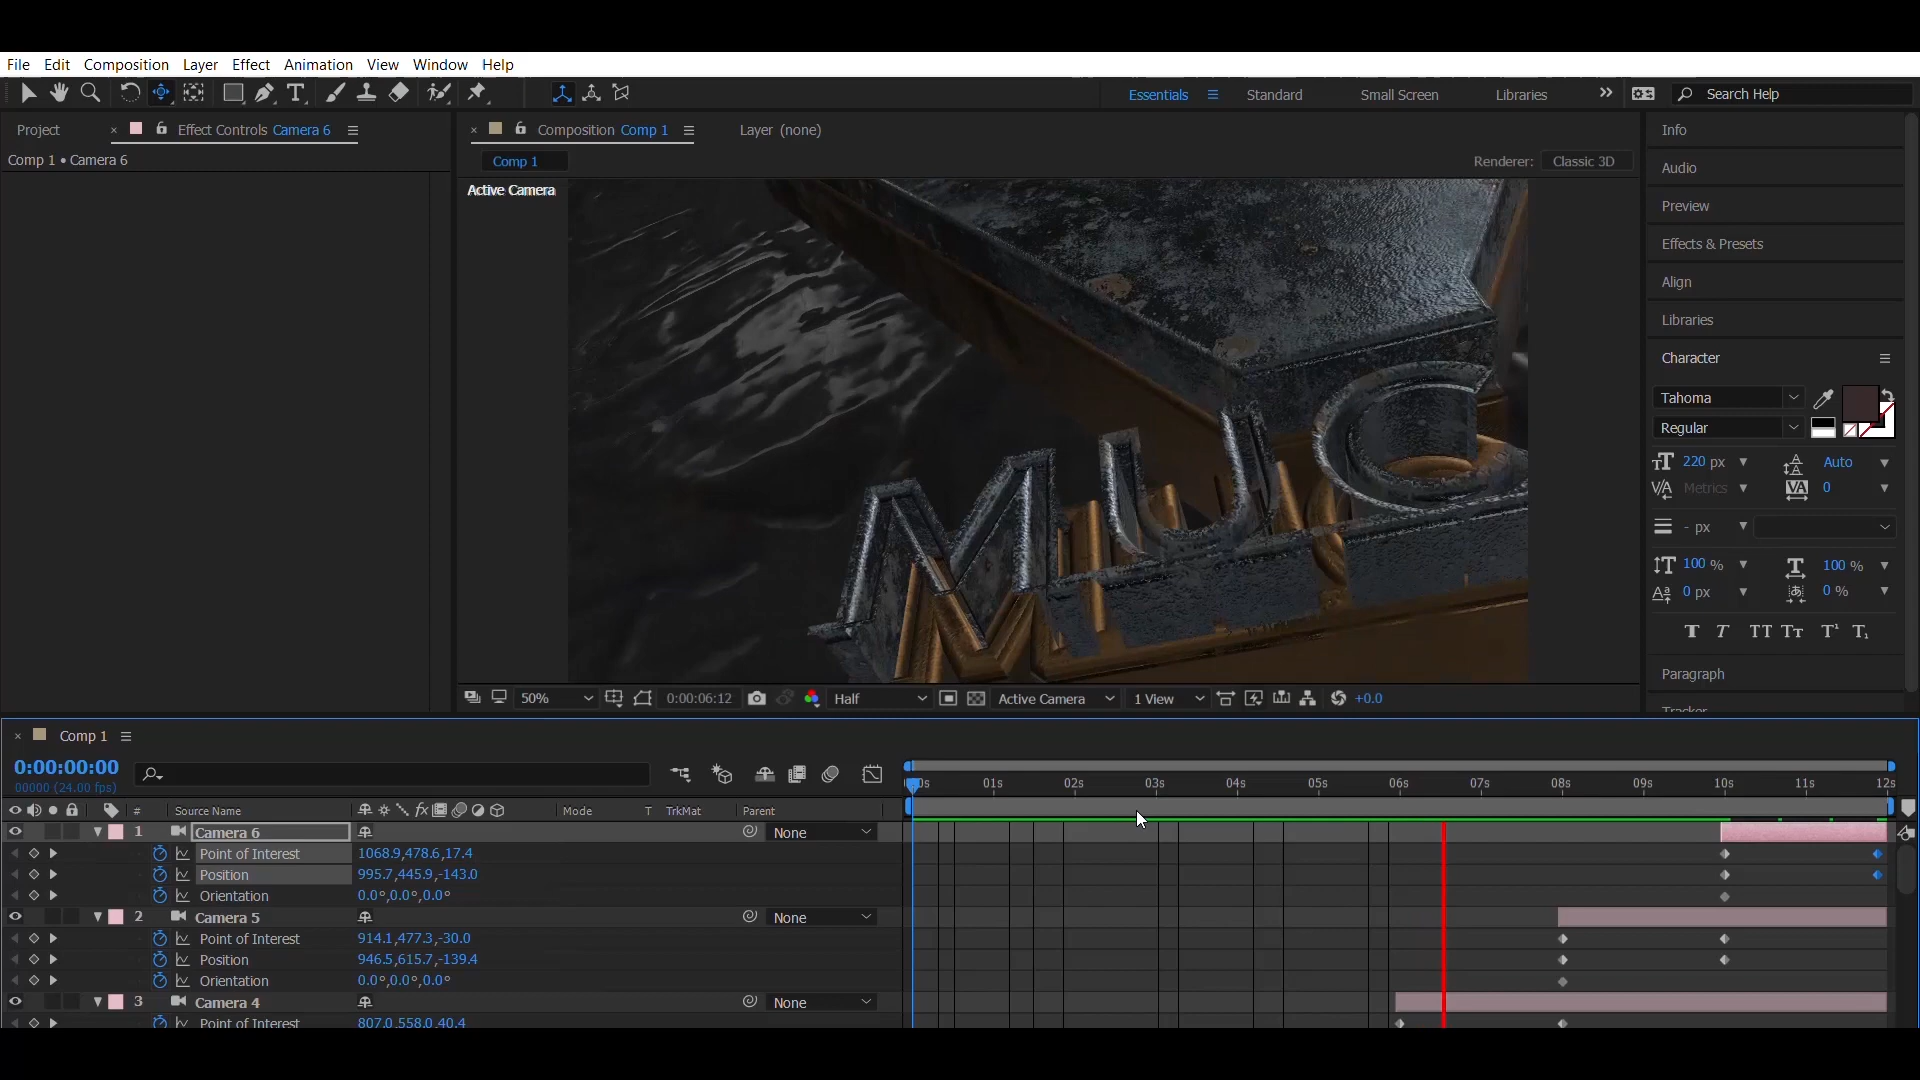 File Edit Composition Layer Effect Animation View Window Help
Essentials Standard Small Screen Libraries Search Help
Project Effect Controls Camera 6 Composition Comp 1 Layer (none)
Comp 1 • Camera 6 Comp 1 Renderer: Classic 3D
Active Camera
MUG
50% 0:00:06:12 Half Active Camera 1 View +0.0
Info
Audio
Preview
Effects & Presets
Align
Libraries
Character
Tahoma
Regular
220 px Auto
Metrics 0
- px
100 % 100 %
0 px 0 %
T T TT Tt T¹ T₁
Paragraph
Tracker
Comp 1
0:00:00:00
00000 (24.00 fps)
01s 02s 03s 04s 05s 06s 07s 08s 09s 10s 11s 12s
# Source Name Mode T TrkMat Parent
1 Camera 6 None
Point of Interest 1068.9,478.6,17.4
Position 995.7,445.9,-143.0
Orientation 0.0°,0.0°,0.0°
2 Camera 5 None
Point of Interest 914.1,477.3,-30.0
Position 946.5,615.7,-139.4
Orientation 0.0°,0.0°,0.0°
3 Camera 4 None
Point of Interest 807.0,558.0,40.4